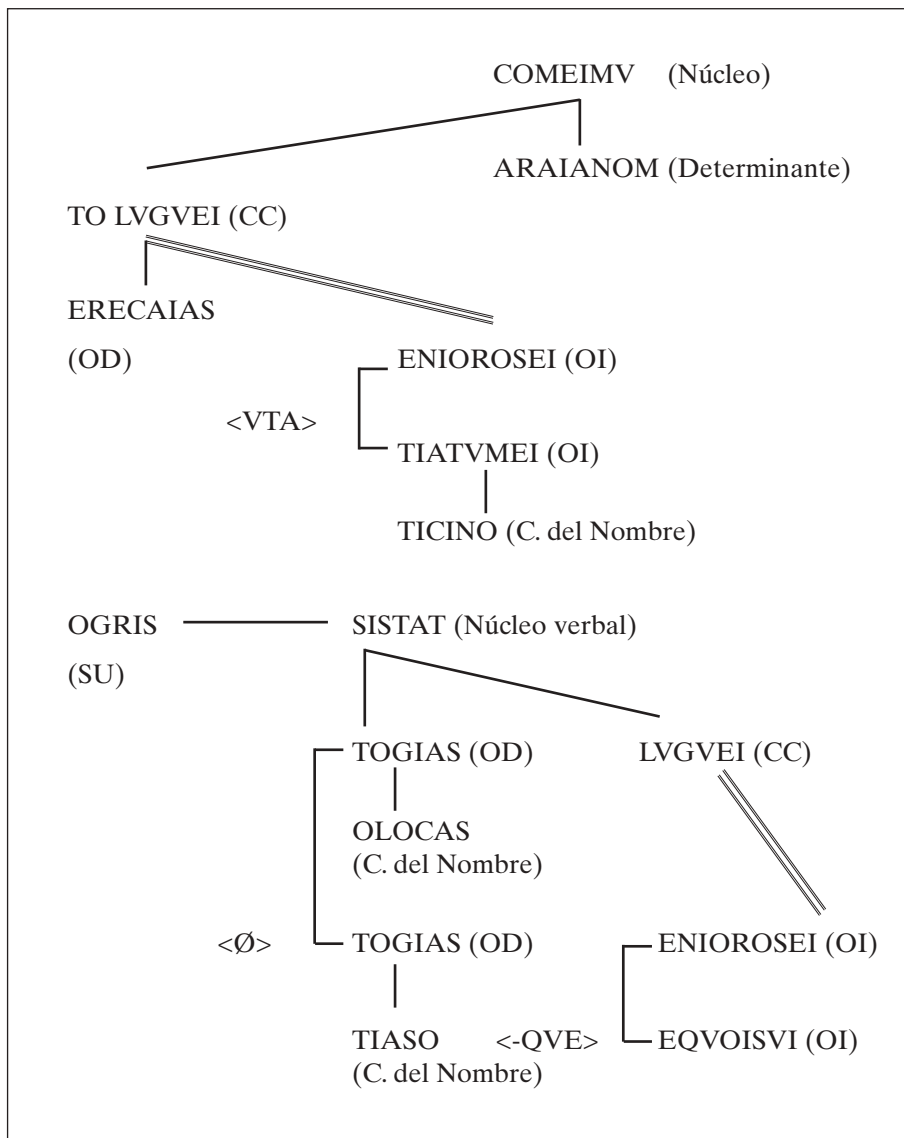 COMEIMV (Núcleo)
ARAIANOM (Determinante)
TO LVGVEI (CC)
ERECAIAS
(OD)
ENIOROSEI (OI)
<VTA>
TIATVMEI (OI)
TICINO (C. del Nombre)
OGRIS SISTAT (Núcleo verbal)
(SU)
TOGIAS (OD) LVGVEI (CC)
OLOCAS
(C. del Nombre)
<Ø> TOGIAS (OD) ENIOROSEI (OI)
TIASO <-QVE> EQVOISVI (OI)
(C. del Nombre)